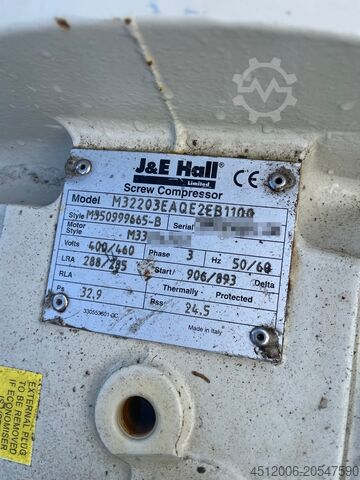 J&E Hall®
Limited
CE
Screw Compressor
Model M32203EAQE2EB1100
Style M950999665-B Serial
Motor Style M33
Volts 400/460 Phase 3 Hz 50/60
LRA 288/285 Start/ 906/893 Delta
RLA Thermally - Protected
Ps 32,9 Bss 24,5
Made in Italy
EXTERNAL PLUG
TO BE REMOVED
IF ECONOMISER
4512006-20547590